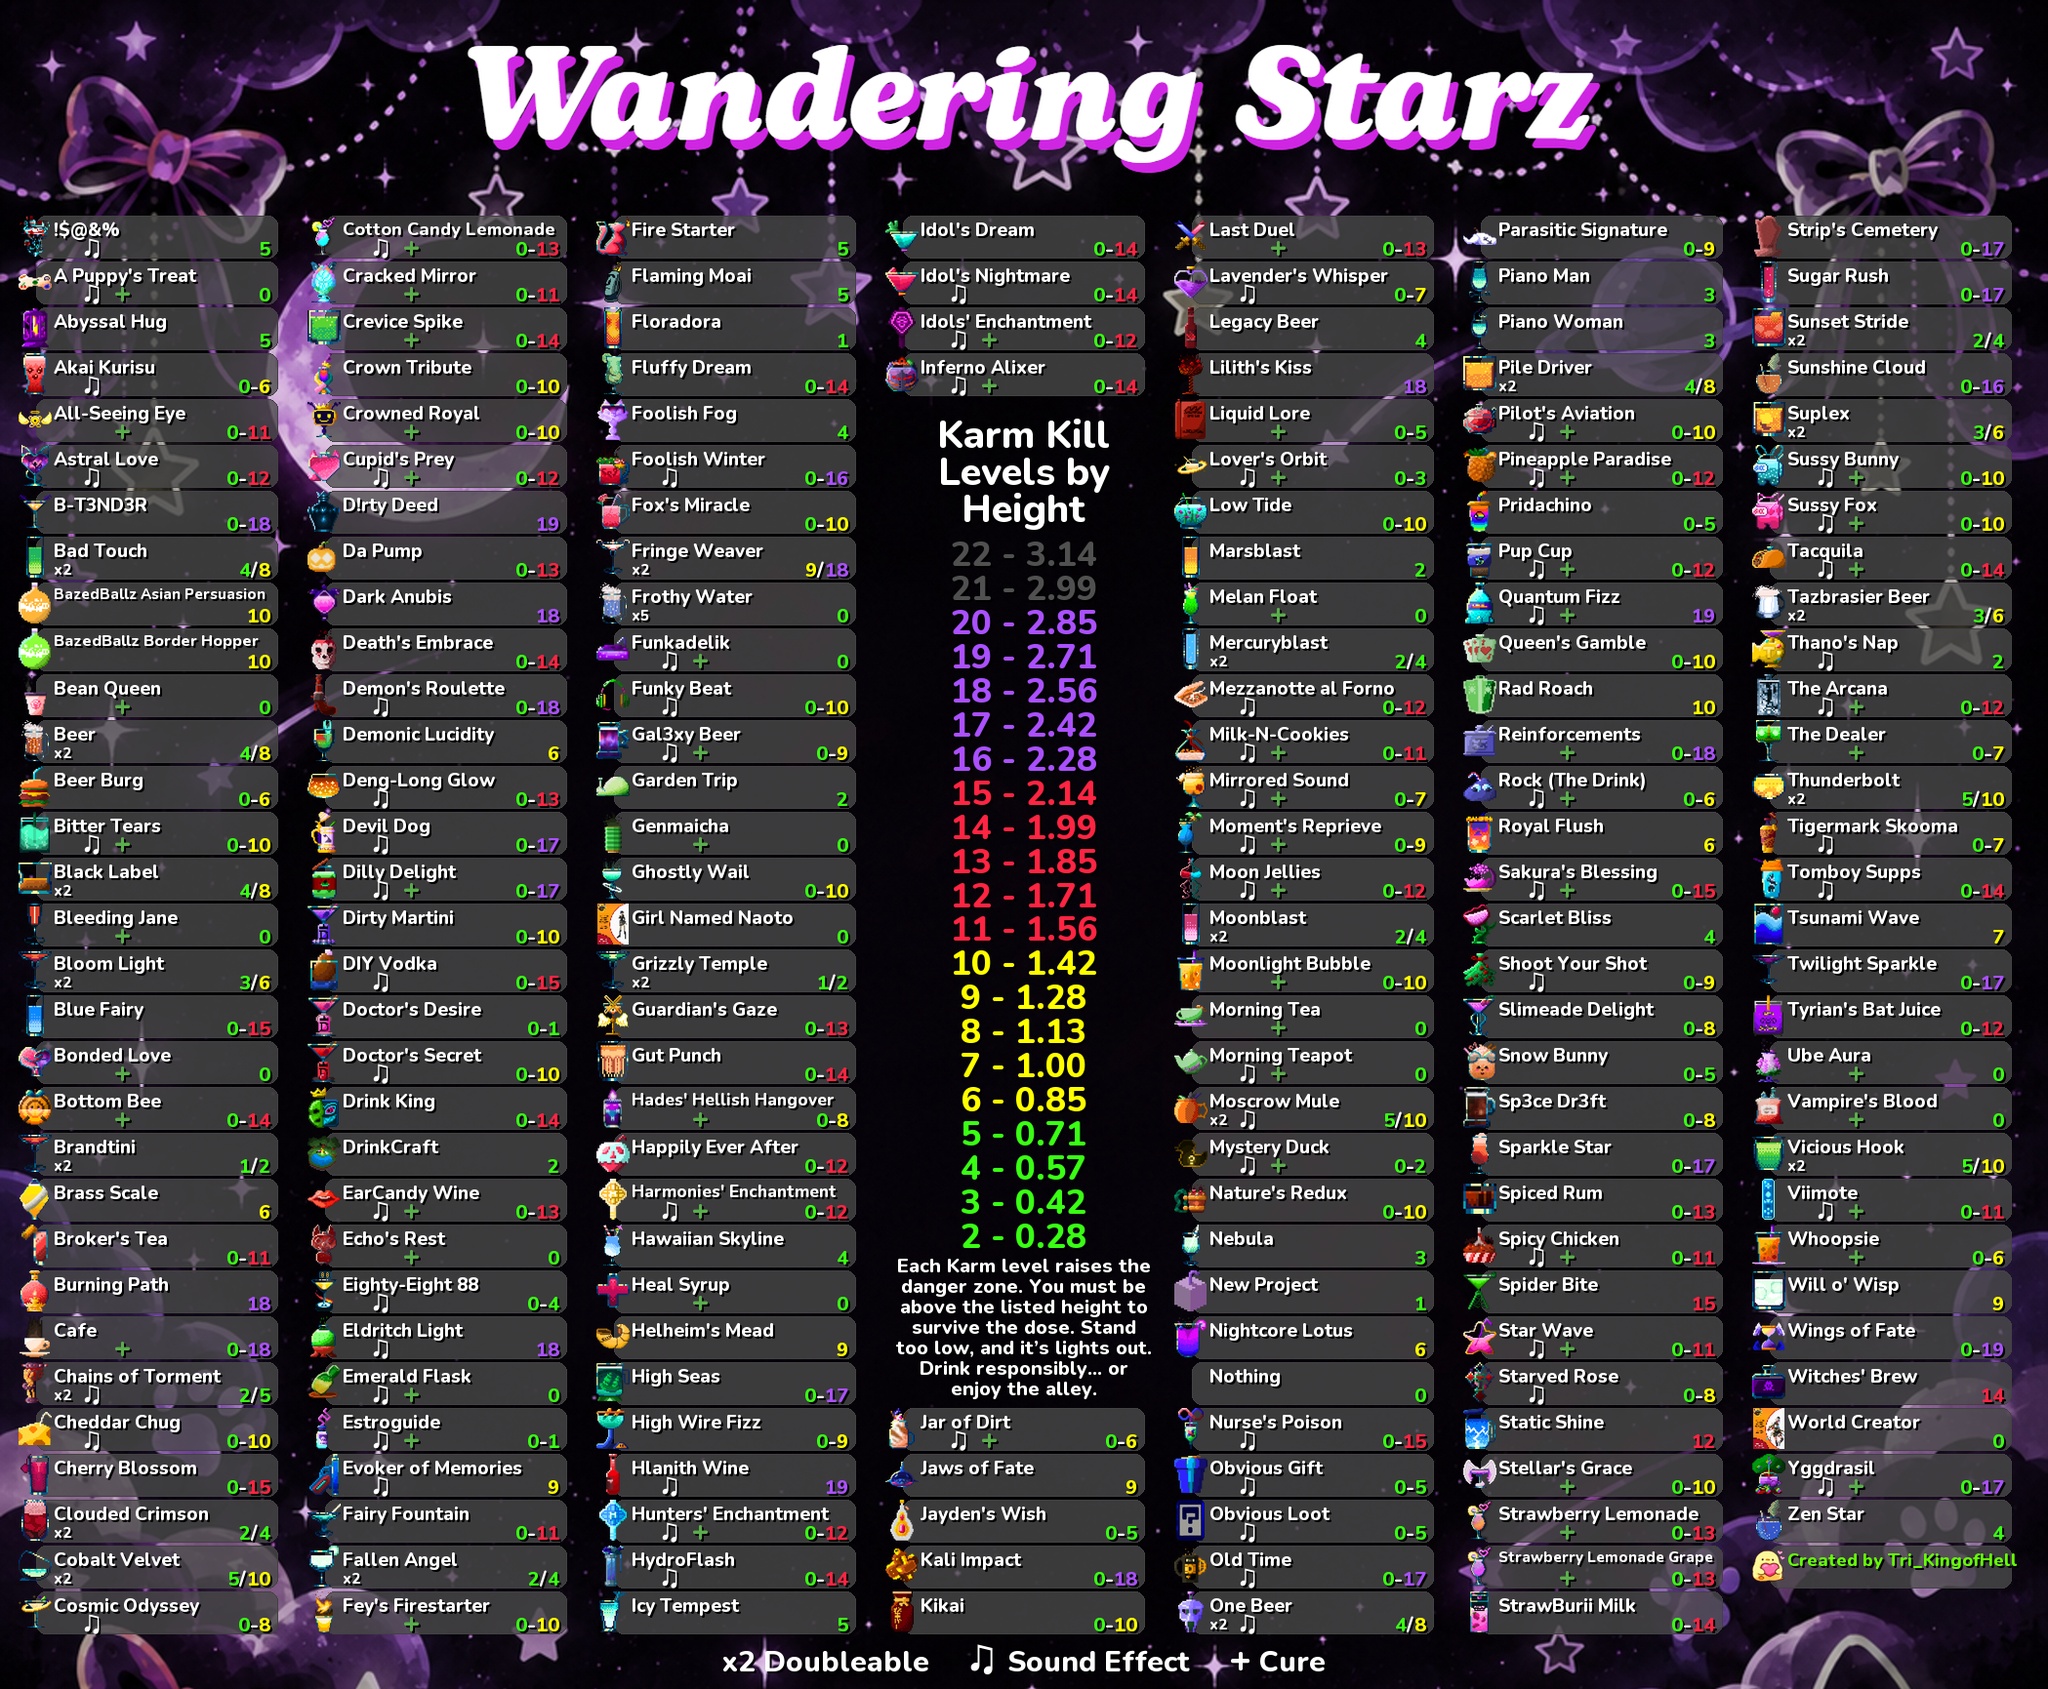 Wandering Starz
!$@&%
♫
5
A Puppy's Treat
♫ +
0
Abyssal Hug
5
Akai Kurisu
♫
0-6
All-Seeing Eye
+
0-11
Astral Love
♫
0-12
B-T3ND3R
0-18
Bad Touch
x2
4/8
BazedBallz Asian Persuasion
10
BazedBallz Border Hopper
10
Bean Queen
+
0
Beer
x2
4/8
Beer Burg
0-6
Bitter Tears
♫ +
0-10
Black Label
x2
4/8
Bleeding Jane
+
0
Bloom Light
x2
3/6
Blue Fairy
0-15
Bonded Love
+
0
Bottom Bee
+
0-14
Brandtini
x2
1/2
Brass Scale
6
Broker's Tea
0-11
Burning Path
18
Cafe
+
0-18
Chains of Torment
x2 ♫
2/5
Cheddar Chug
♫
0-10
Cherry Blossom
0-15
Clouded Crimson
x2
2/4
Cobalt Velvet
x2
5/10
Cosmic Odyssey
♫
0-8
Cotton Candy Lemonade
♫ +
0-13
Cracked Mirror
+
0-11
Crevice Spike
+
0-14
Crown Tribute
0-10
Crowned Royal
+
0-10
Cupid's Prey
♫ +
0-12
D!rty Deed
19
Da Pump
0-13
Dark Anubis
18
Death's Embrace
0-14
Demon's Roulette
♫
0-18
Demonic Lucidity
6
Deng-Long Glow
♫
0-13
Devil Dog
♫
0-17
Dilly Delight
♫ +
0-17
Dirty Martini
0-10
DIY Vodka
♫
0-15
Doctor's Desire
0-1
Doctor's Secret
♫
0-10
Drink King
0-14
DrinkCraft
2
EarCandy Wine
♫ +
0-13
Echo's Rest
+
0
Eighty-Eight 88
♫
0-4
Eldritch Light
♫
18
Emerald Flask
♫ +
0
Estroguide
♫ +
0-1
Evoker of Memories
♫
9
Fairy Fountain
0-11
Fallen Angel
x2
2/4
Fey's Firestarter
+
0-10
Fire Starter
5
Flaming Moai
5
Floradora
1
Fluffy Dream
0-14
Foolish Fog
4
Foolish Winter
♫
0-16
Fox's Miracle
0-10
Fringe Weaver
x2
9/18
Frothy Water
x5
0
Funkadelik
♫ +
0
Funky Beat
♫
0-10
Gal3xy Beer
♫ +
0-9
Garden Trip
2
Genmaicha
+
0
Ghostly Wail
0-10
Girl Named Naoto
0
Grizzly Temple
x2
1/2
Guardian's Gaze
0-13
Gut Punch
0-14
Hades' Hellish Hangover
+
0-8
Happily Ever After
0-12
Harmonies' Enchantment
♫ +
0-12
Hawaiian Skyline
4
Heal Syrup
+
0
Helheim's Mead
9
High Seas
0-17
High Wire Fizz
0-9
Hlanith Wine
19
Hunters' Enchantment
♫ +
0-12
HydroFlash
♫
0-14
Icy Tempest
5
Idol's Dream
0-14
Idol's Nightmare
♫
0-14
Idols' Enchantment
♫ +
0-12
Inferno Alixer
♫ +
0-14
Karm Kill
Levels by
Height
22 - 3.14
21 - 2.99
20 - 2.85
19 - 2.71
18 - 2.56
17 - 2.42
16 - 2.28
15 - 2.14
14 - 1.99
13 - 1.85
12 - 1.71
11 - 1.56
10 - 1.42
9 - 1.28
8 - 1.13
7 - 1.00
6 - 0.85
5 - 0.71
4 - 0.57
3 - 0.42
2 - 0.28
Each Karm level raises the
danger zone. You must be
above the listed height to
survive the dose. Stand
too low, and it's lights out.
Drink responsibly... or
enjoy the alley.
Jar of Dirt
♫ +
0-6
Jaws of Fate
9
Jayden's Wish
0-5
Kali Impact
0-18
Kikai
0-10
Last Duel
+
0-13
Lavender's Whisper
♫
0-7
Legacy Beer
4
Lilith's Kiss
18
Liquid Lore
+
0-5
Lover's Orbit
♫
0-3
Low Tide
0-10
Marsblast
2
Melan Float
+
0
Mercuryblast
x2
2/4
Mezzanotte al Forno
♫
0-12
Milk-N-Cookies
♫ +
0-11
Mirrored Sound
♫ +
0-7
Moment's Reprieve
♫ +
0-9
Moon Jellies
♫ +
0-12
Moonblast
x2
2/4
Moonlight Bubble
+
0-10
Morning Tea
+
0
Morning Teapot
♫ +
0
Moscrow Mule
x2 ♫
5/10
Mystery Duck
♫ +
0-2
Nature's Redux
0-10
Nebula
3
New Project
1
Nightcore Lotus
6
Nothing
0
Nurse's Poison
♫
0-15
Obvious Gift
♫
0-5
Obvious Loot
♫
0-5
Old Time
♫
0-17
One Beer
x2 ♫
4/8
Parasitic Signature
0-9
Piano Man
3
Piano Woman
3
Pile Driver
x2
4/8
Pilot's Aviation
♫ +
0-10
Pineapple Paradise
♫ +
0-12
Pridachino
0-5
Pup Cup
♫ +
0-12
Quantum Fizz
♫ +
19
Queen's Gamble
0-10
Rad Roach
10
Reinforcements
+
0-18
Rock (The Drink)
♫ +
0-6
Royal Flush
6
Sakura's Blessing
♫ +
0-15
Scarlet Bliss
4
Shoot Your Shot
♫
0-9
Slimeade Delight
0-8
Snow Bunny
0-5
Sp3ce Dr3ft
0-8
Sparkle Star
0-17
Spiced Rum
0-13
Spicy Chicken
♫ +
0-11
Spider Bite
15
Star Wave
♫ +
0-11
Starved Rose
♫
0-8
Static Shine
12
Stellar's Grace
+
0-10
Strawberry Lemonade
+
0-13
Strawberry Lemonade Grape
+
0-13
StrawBurii Milk
0-14
Strip's Cemetery
0-17
Sugar Rush
0-17
Sunset Stride
x2
2/4
Sunshine Cloud
0-16
Suplex
x2
3/6
Sussy Bunny
♫ +
0-10
Sussy Fox
♫ +
0-10
Tacquila
♫ +
0-14
Tazbrasier Beer
x2
3/6
Thano's Nap
♫
2
The Arcana
♫ +
0-12
The Dealer
+
0-7
Thunderbolt
x2
5/10
Tigermark Skooma
♫
0-7
Tomboy Supps
♫
0-14
Tsunami Wave
7
Twilight Sparkle
0-17
Tyrian's Bat Juice
0-12
Ube Aura
+
0
Vampire's Blood
+
0
Vicious Hook
x2
5/10
Viimote
♫ +
0-11
Whoopsie
+
0-6
Will o' Wisp
9
Wings of Fate
0-19
Witches' Brew
14
World Creator
0
Yggdrasil
♫ +
0-17
Zen Star
4
Created by Tri_KingofHell
x2 Doubleable ♫ Sound Effect + Cure